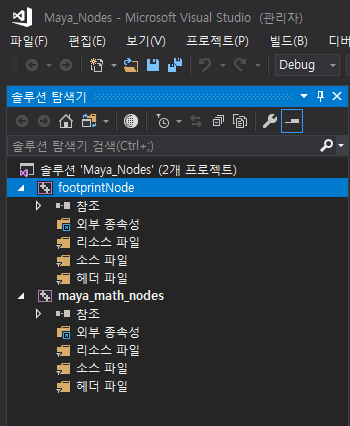 Maya_Nodes - Microsoft Visual Studio (관리자)
파일(F) 편집(E) 보기(V) 프로젝트(P) 빌드(B) 디버
Debug
솔루션 탐색기
솔루션 탐색기 검색(Ctrl+;)
솔루션 'Maya_Nodes' (2개 프로젝트)
footprintNode
참조
외부 종속성
리소스 파일
소스 파일
헤더 파일
maya_math_nodes
참조
외부 종속성
리소스 파일
소스 파일
헤더 파일